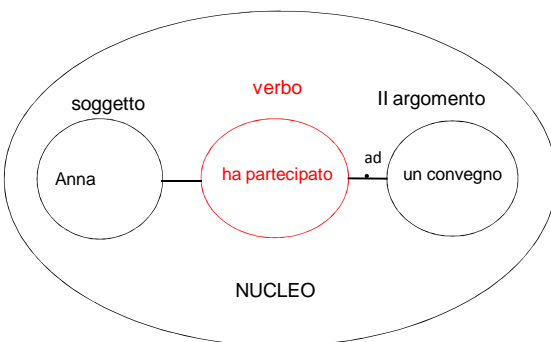 verbo
soggetto
II argomento
Anna
ha partecipato
ad
un convegno
NUCLEO